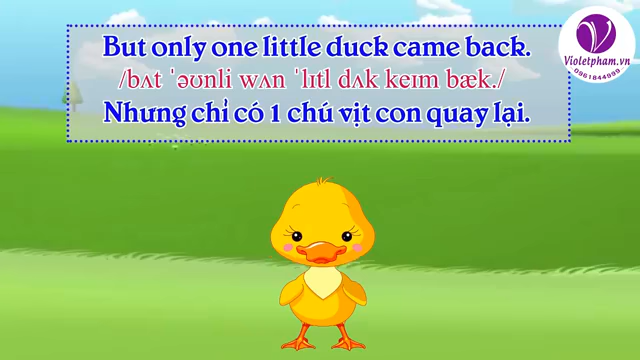 But only one little duck came back.
/bʌt ˈəʊnli wʌn ˈlɪtl dʌk keɪm bæk./
Nhưng chỉ có 1 chú vịt con quay lại.
Violetpham.vn
0961844999